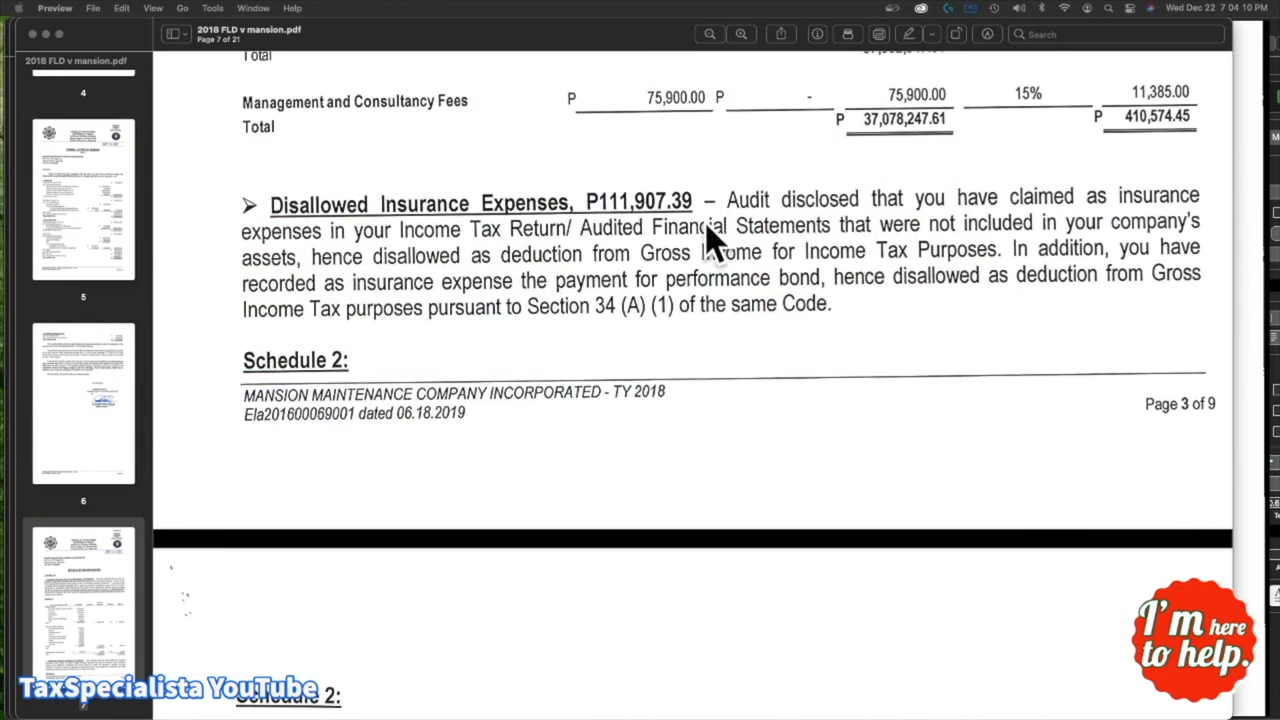 Preview File Edit View Go Tools Window Help
Wed Dec 22 7 04 10 PM
2018 FLD v mansion.pdf
Page 7 of 21
Search
2018 FLD v mansion.pdf
4
5
6
7
Total
Management and Consultancy Fees P 75,900.00 P - 75,900.00 15% 11,385.00
Total P 37,078,247.61 P 410,574.45
➢ Disallowed Insurance Expenses, P111,907.39 – Audit disclosed that you have claimed as insurance
expenses in your Income Tax Return/ Audited Financial Statements that were not included in your company's
assets, hence disallowed as deduction from Gross Income for Income Tax Purposes. In addition, you have
recorded as insurance expense the payment for performance bond, hence disallowed as deduction from Gross
Income Tax purposes pursuant to Section 34 (A) (1) of the same Code.
Schedule 2:
MANSION MAINTENANCE COMPANY INCORPORATED - TY 2018
Ela201600069001 dated 06.18.2019
Page 3 of 9
Schedule 2:
TaxSpecialista YouTube
I'm here
to help.